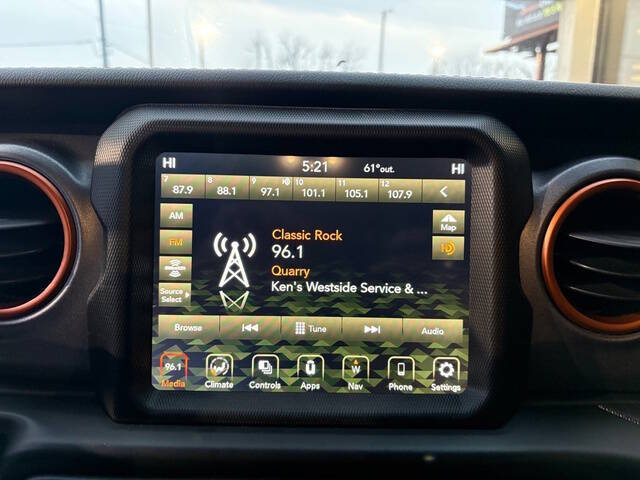 HI 5:21 61°out. HI
7 87.9 8 88.1 9 97.1 10 101.1 11 105.1 12 107.9 <
AM
Classic Rock
Map
FM
96.1
Quarry
Ken's Westside Service & ...
Source
Select
Browse Tune Audio
96.1 W
Media Climate Controls Apps Nav Phone Settings